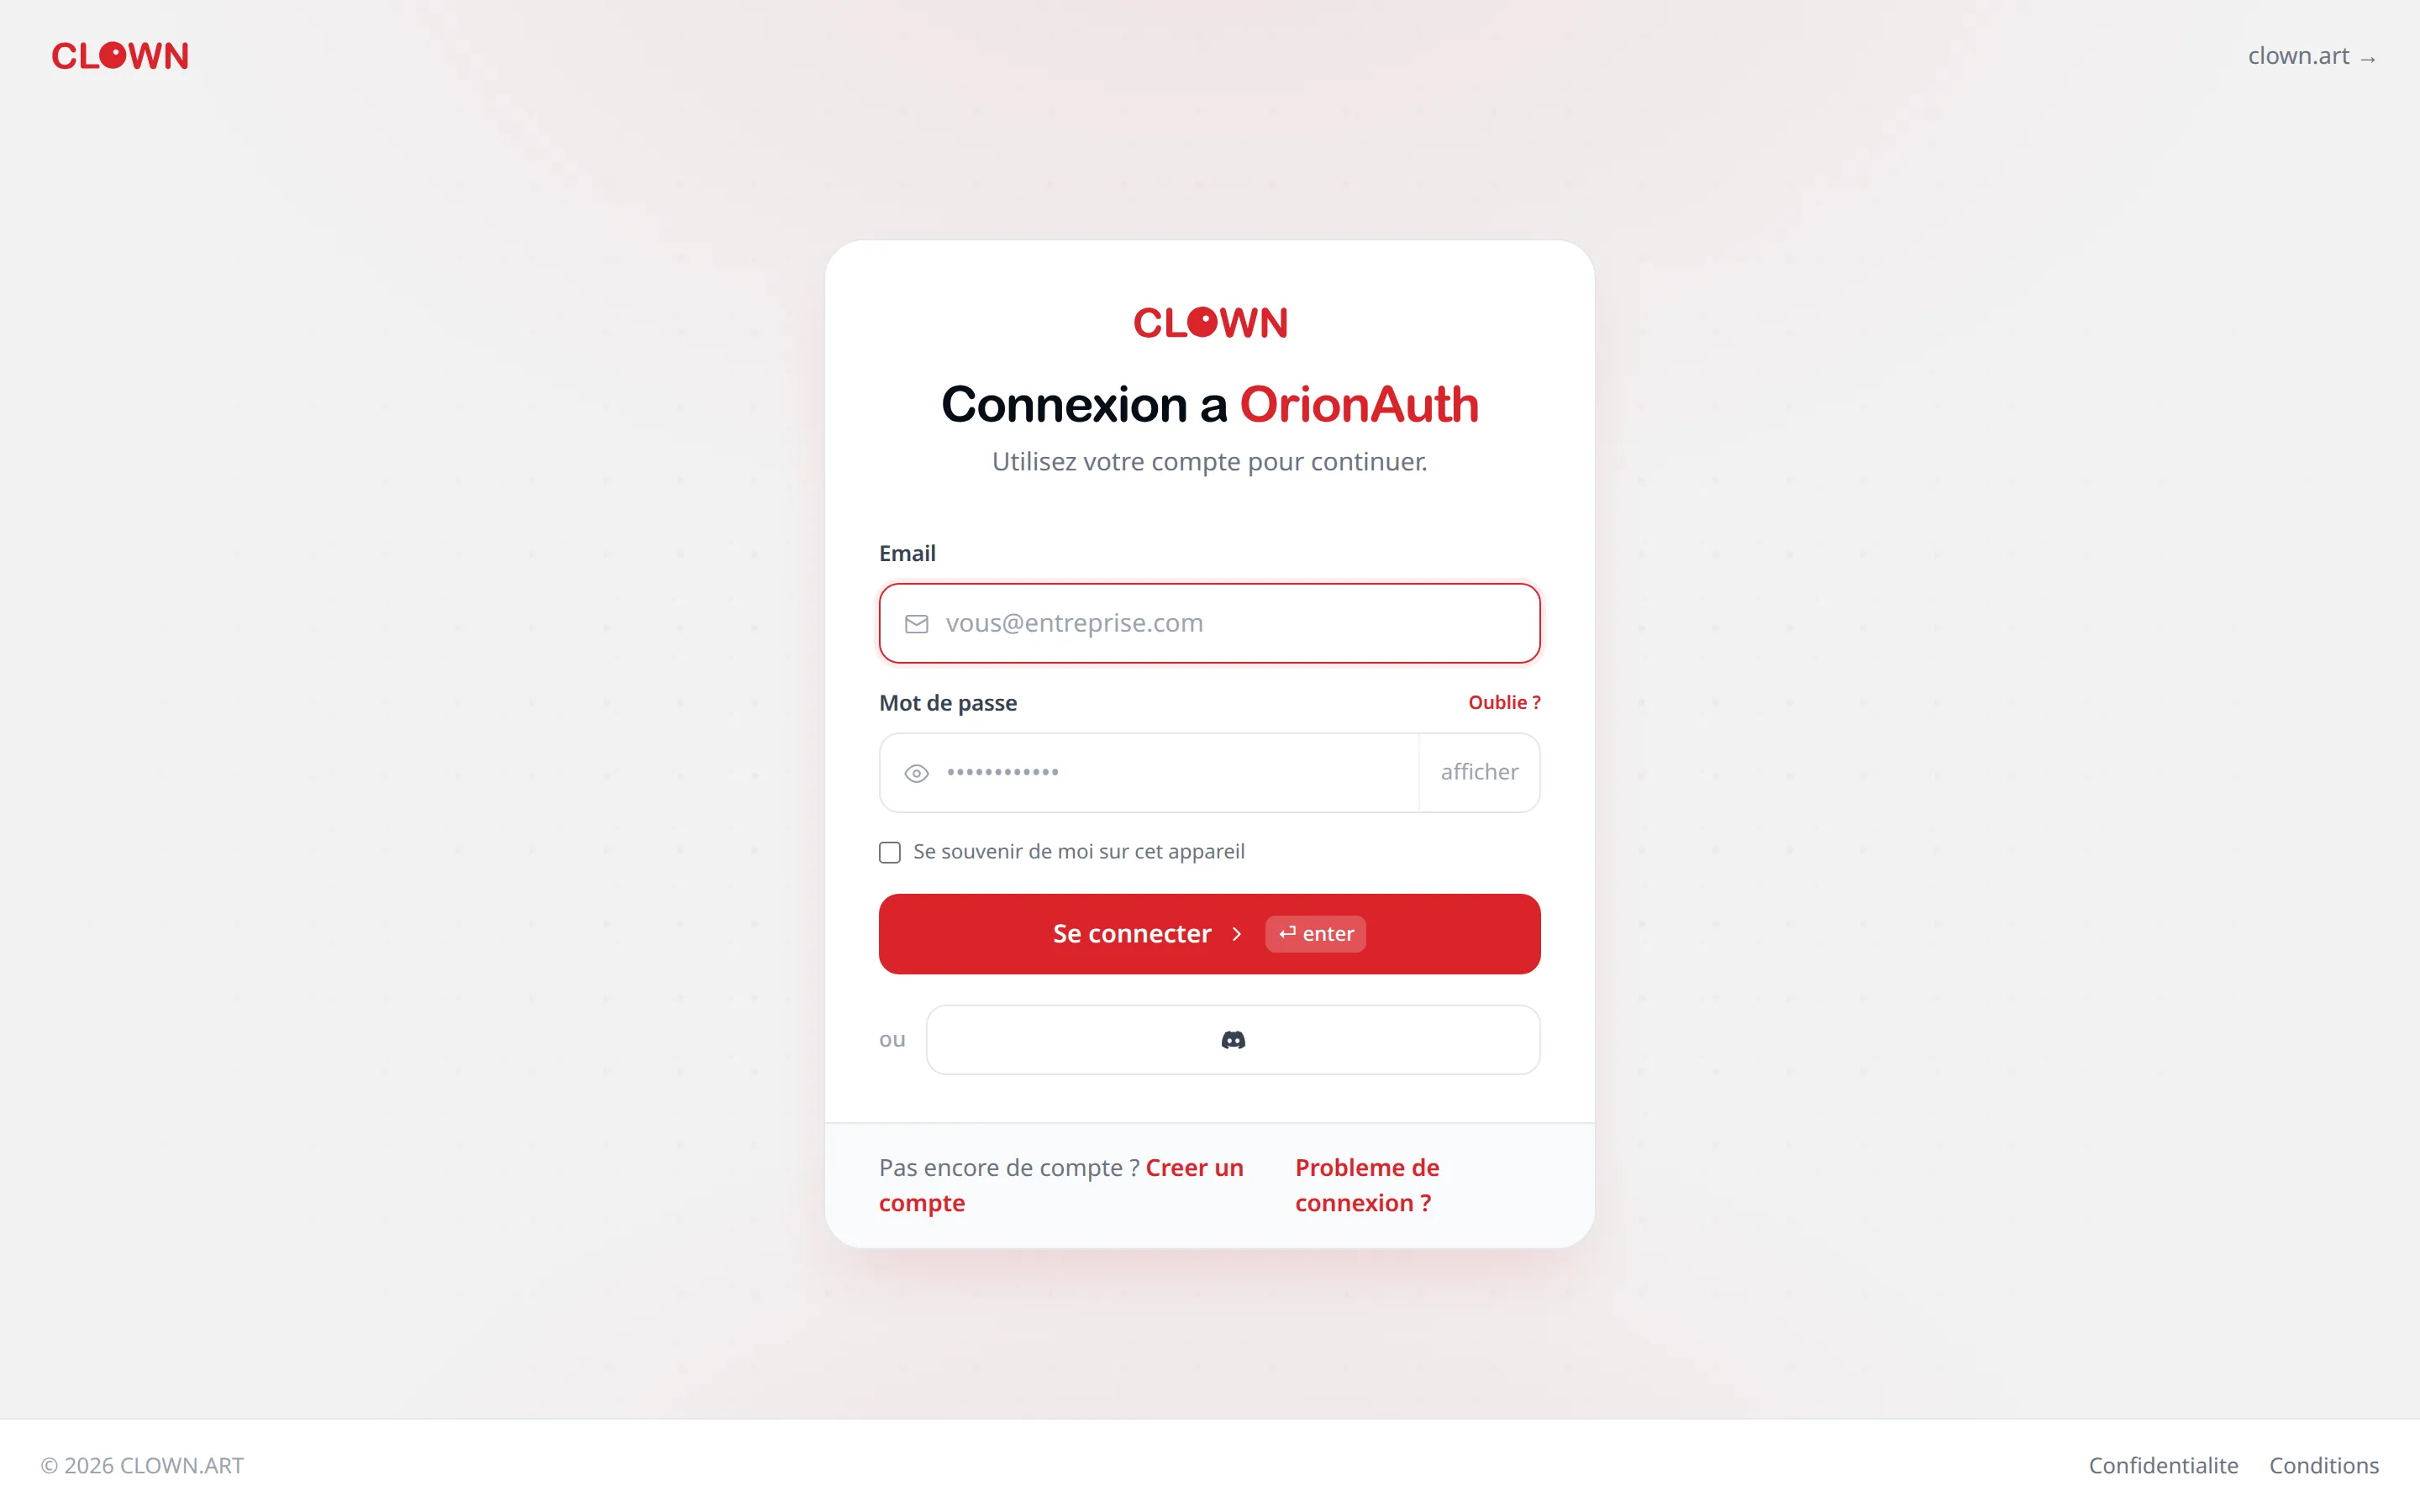 CLOWN
clown.art →
CLOWN
Connexion a OrionAuth
Utilisez votre compte pour continuer.
Email
vous@entreprise.com
Mot de passe
Oublie ?
••••••••••••
afficher
Se souvenir de moi sur cet appareil
Se connecter > ⏎ enter
ou
Pas encore de compte ? Creer un
compte
Probleme de
connexion ?
© 2026 CLOWN.ART
Confidentialite
Conditions